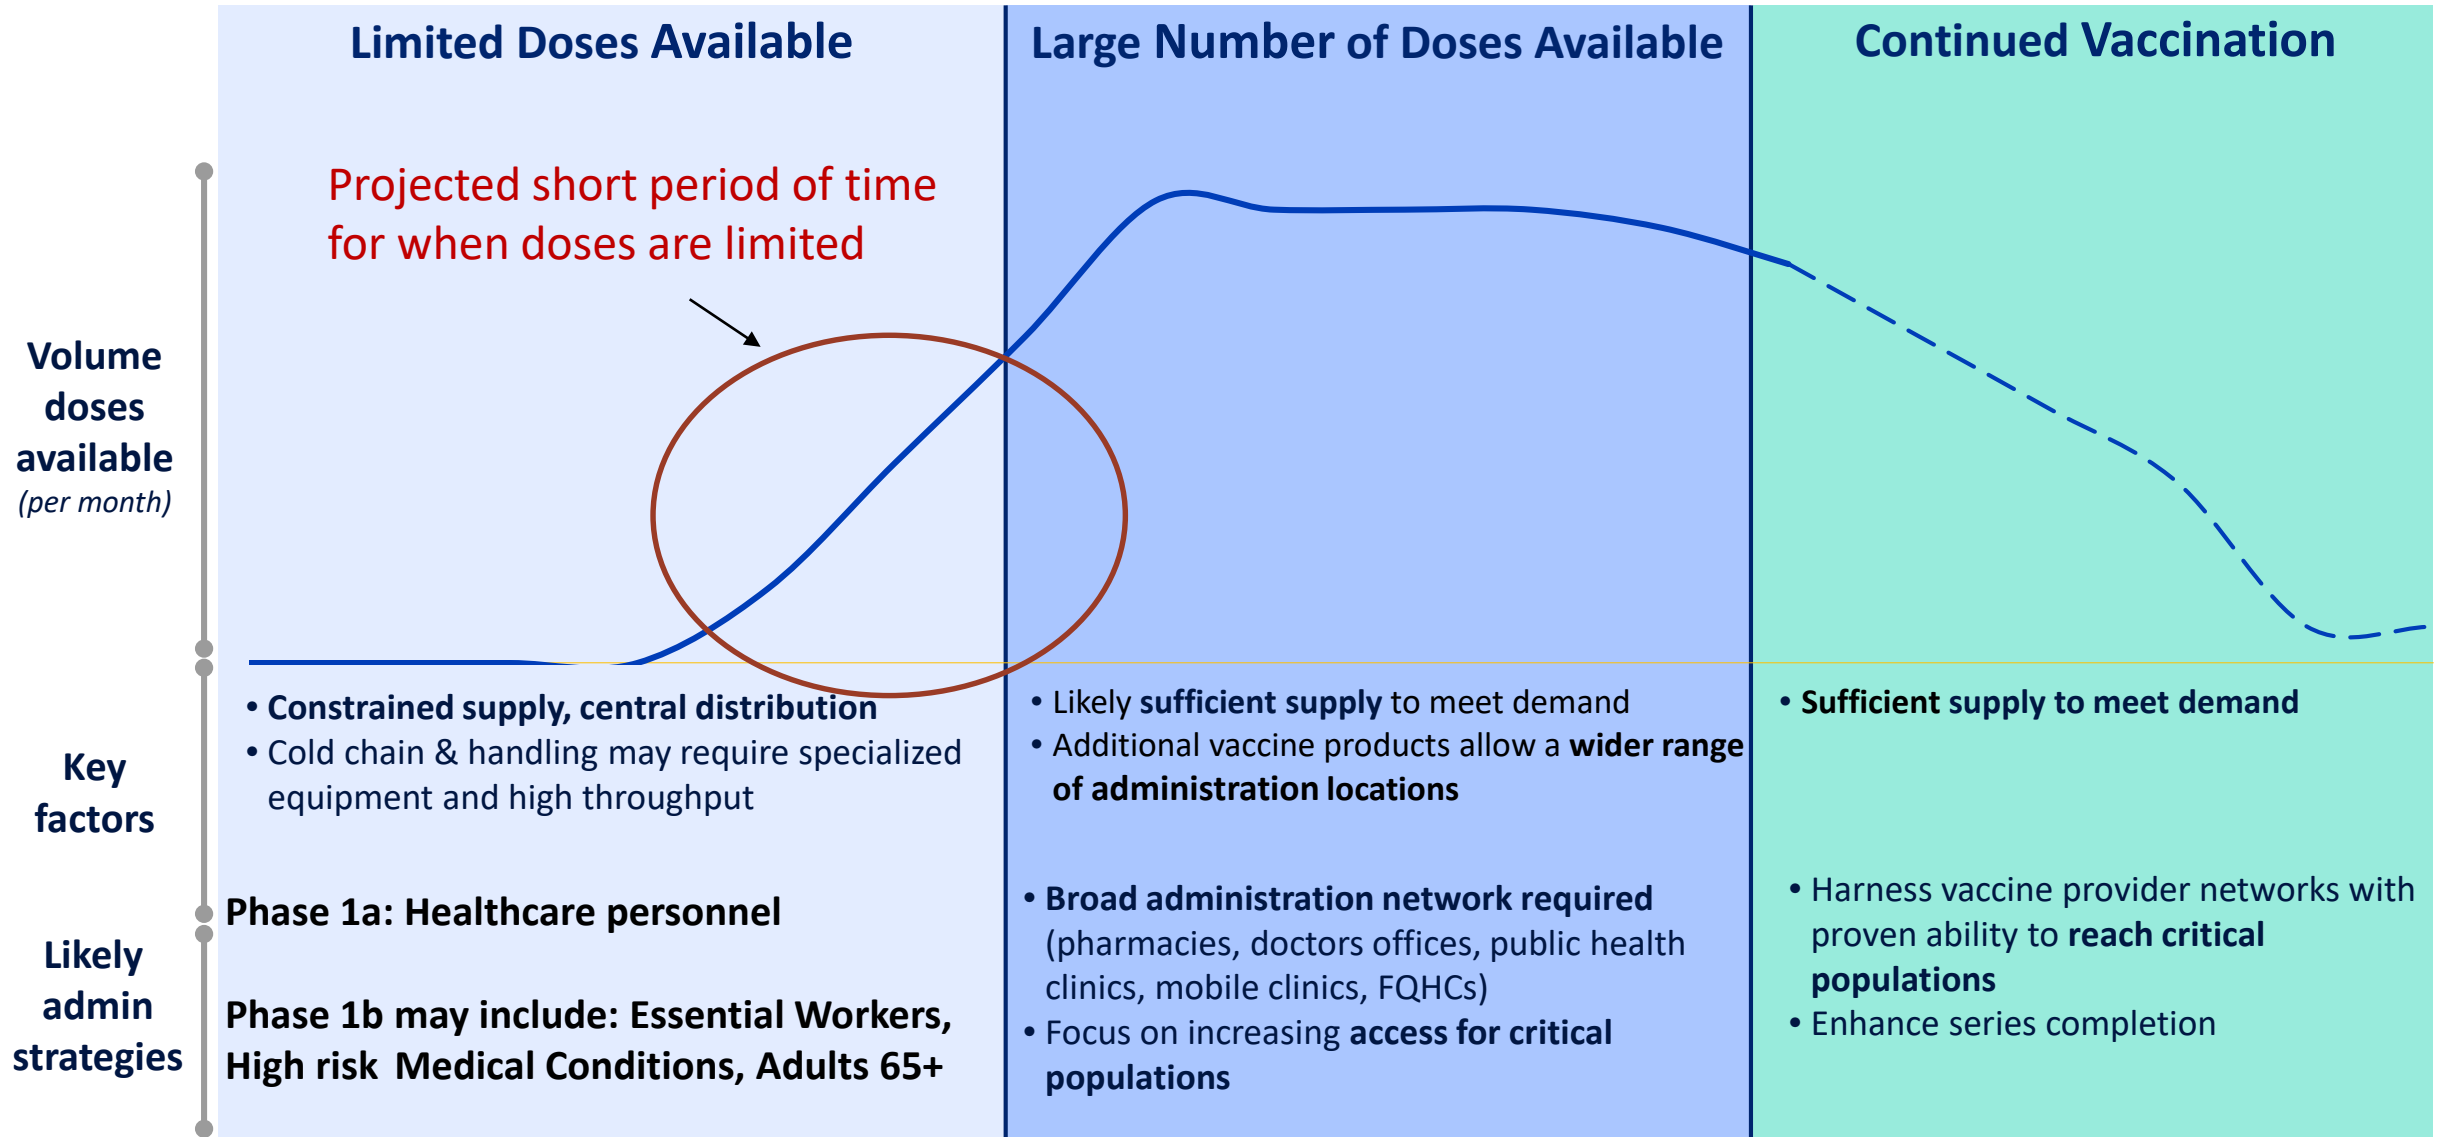 Limited Doses Available
Large Number of Doses Available
Continued Vaccination
Projected short period of time
for when doses are limited
Volume
doses
available
(per month)
Key
factors
Likely
admin
strategies
• Constrained supply, central distribution
• Cold chain & handling may require specialized
equipment and high throughput
Phase 1a: Healthcare personnel
Phase 1b may include: Essential Workers,
High risk Medical Conditions, Adults 65+
• Likely sufficient supply to meet demand
• Additional vaccine products allow a wider range
of administration locations
• Broad administration network required
(pharmacies, doctors offices, public health
clinics, mobile clinics, FQHCs)
• Focus on increasing access for critical
populations
• Sufficient supply to meet demand
• Harness vaccine provider networks with
proven ability to reach critical
populations
• Enhance series completion